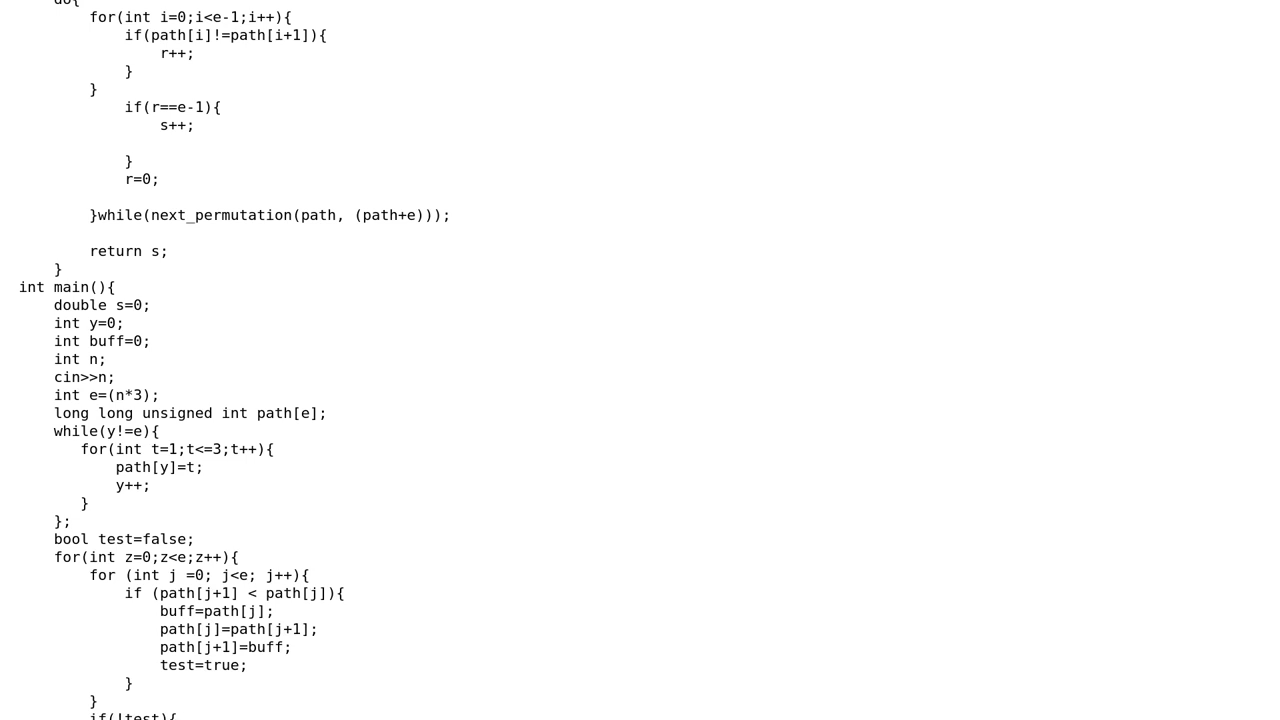 do{
        for(int i=0;i<e-1;i++){
            if(path[i]!=path[i+1]){
                r++;
            }
        }
            if(r==e-1){
                s++;

            }
            r=0;

        }while(next_permutation(path, (path+e)));

        return s;
    }
int main(){
    double s=0;
    int y=0;
    int buff=0;
    int n;
    cin>>n;
    int e=(n*3);
    long long unsigned int path[e];
    while(y!=e){
       for(int t=1;t<=3;t++){
           path[y]=t;
           y++;
       }
    };
    bool test=false;
    for(int z=0;z<e;z++){
        for (int j =0; j<e; j++){
            if (path[j+1] < path[j]){
                buff=path[j];
                path[j]=path[j+1];
                path[j+1]=buff;
                test=true;
            }
        }
        if(!test){